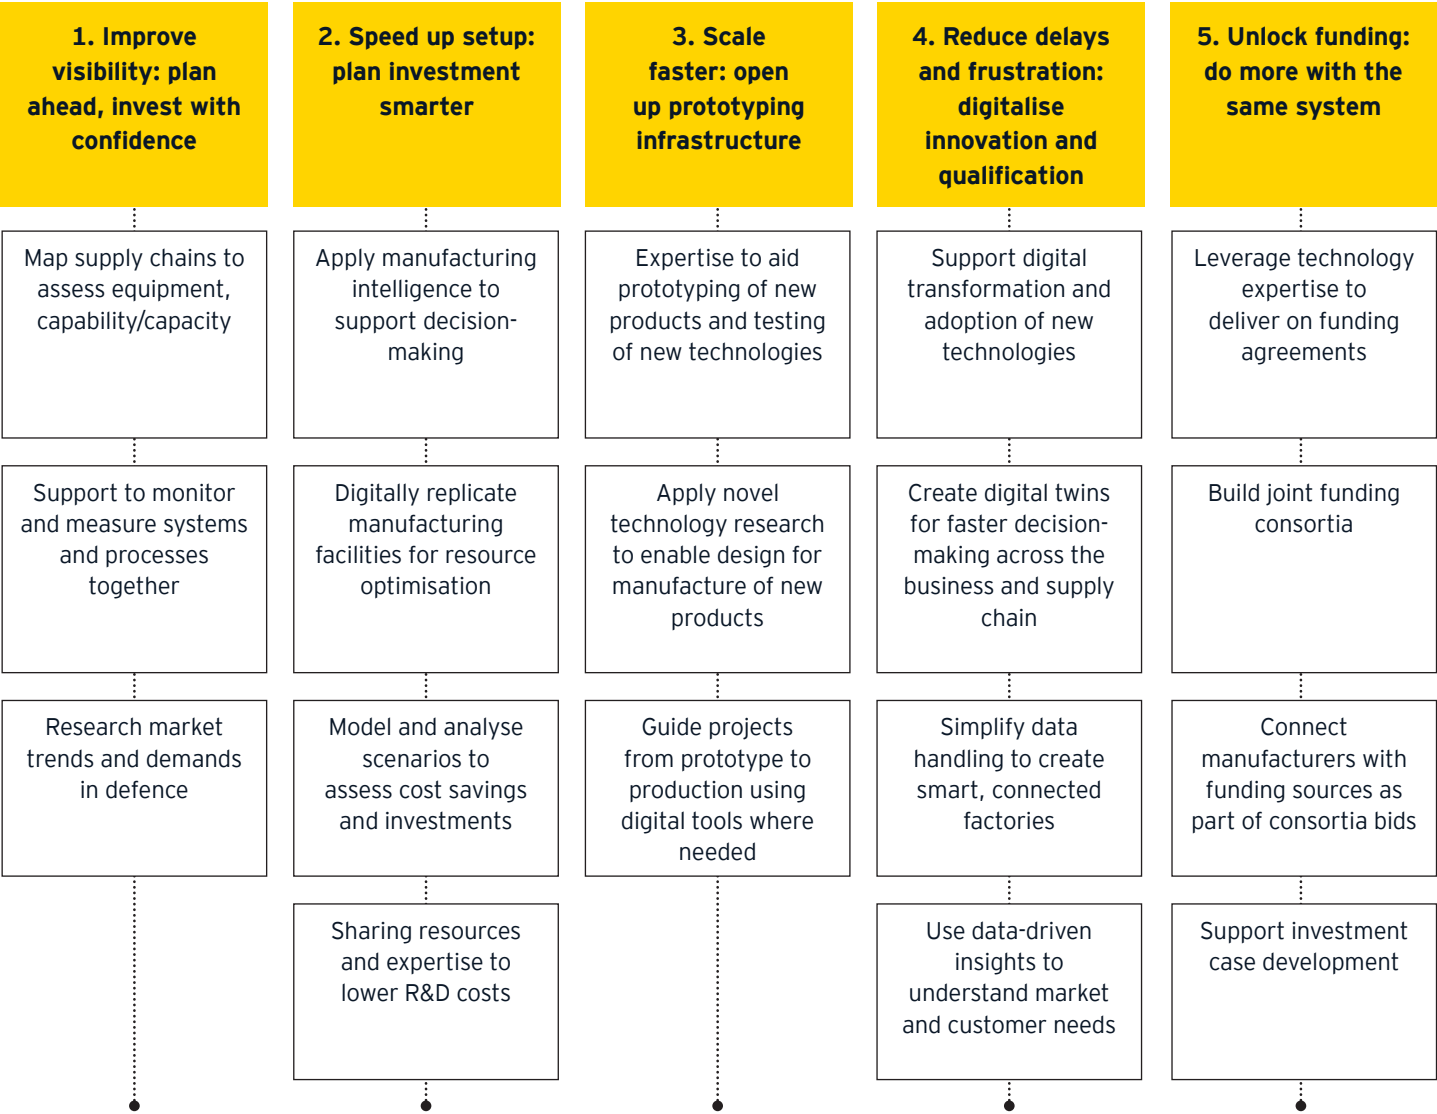 1. Improve
visibility: plan
ahead, invest with
confidence
Map supply chains to
assess equipment,
capability/capacity
Support to monitor
and measure systems
and processes
together
Research market
trends and demands
in defence
2. Speed up setup:
plan investment
smarter
Apply manufacturing
intelligence to
support decision-
making
Digitally replicate
manufacturing
facilities for resource
optimisation
Model and analyse
scenarios to
assess cost savings
and investments
Sharing resources
and expertise to
lower R&D costs
3. Scale
faster: open
up prototyping
infrastructure
Expertise to aid
prototyping of new
products and testing
of new technologies
Apply novel
technology research
to enable design for
manufacture of new
products
Guide projects
from prototype to
production using
digital tools where
needed
4. Reduce delays
and frustration:
digitalise
innovation and
qualification
Support digital
transformation and
adoption of new
technologies
Create digital twins
for faster decision-
making across the
business and supply
chain
Simplify data
handling to create
smart, connected
factories
Use data-driven
insights to
understand market
and customer needs
5. Unlock funding:
do more with the
same system
Leverage technology
expertise to
deliver on funding
agreements
Build joint funding
consortia
Connect
manufacturers with
funding sources as
part of consortia bids
Support investment
case development